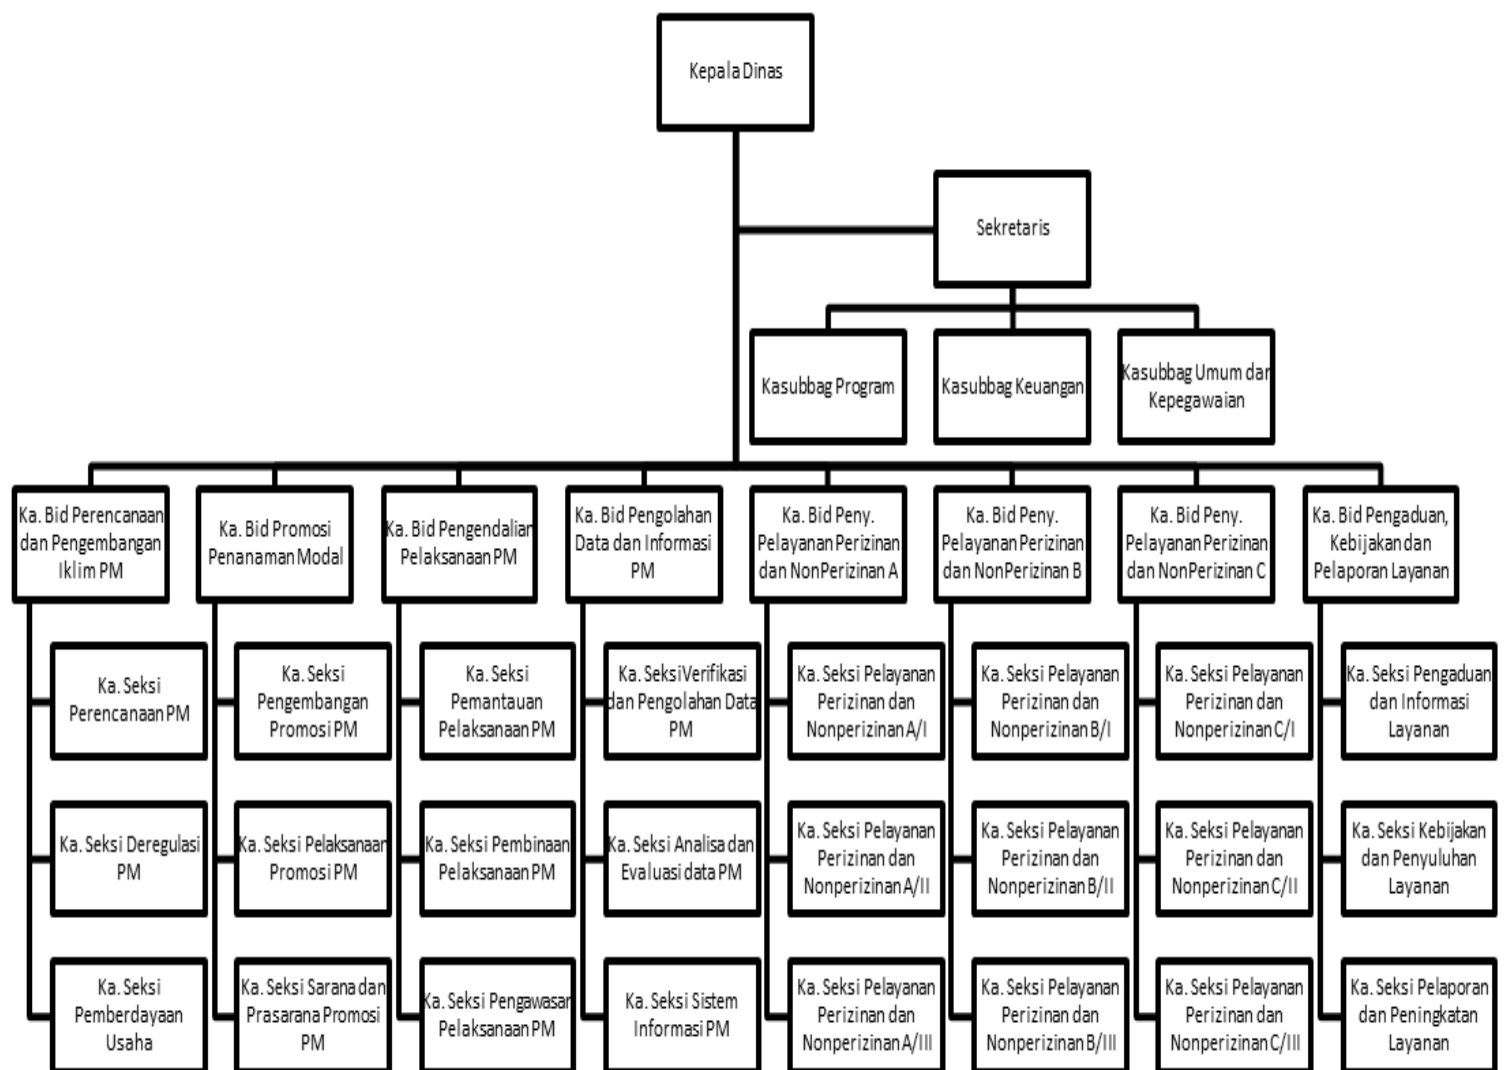 Kepala Dinas
Sekretaris
Kasubbag Program
Kasubbag Keuangan
Kasubbag Umum dan
Kepegawaian
Ka. Bid Perencanaan
dan Pengembangan
Iklim PM
Ka. Bid Promosi
Penanaman Modal
Ka. Bid Pengendalian
Pelaksanaan PM
Ka. Bid Pengolahan
Data dan Informasi
PM
Ka. Bid Peny.
Pelayanan Perizinan
dan NonPerizinan A
Ka. Bid Peny.
Pelayanan Perizinan
dan NonPerizinan B
Ka. Bid Peny.
Pelayanan Perizinan
dan NonPerizinan C
Ka. Bid Pengaduan,
Kebijakan dan
Pelaporan Layanan
Ka. Seksi
Perencanaan PM
Ka. Seksi
Pengembangan
Promosi PM
Ka. Seksi
Pemantauan
Pelaksanaan PM
Ka. Seksi Verifikasi
dan Pengolahan Data
PM
Ka. Seksi Pelayanan
Perizinan dan
Nonperizinan A/I
Ka. Seksi Pelayanan
Perizinan dan
Nonperizinan B/I
Ka. Seksi Pelayanan
Perizinan dan
Nonperizinan C/I
Ka. Seksi Pengaduan
dan Informasi
Layanan
Ka. Seksi Deregulasi
PM
Ka. Seksi Pelaksanaan
Promosi PM
Ka. Seksi Pembinaan
Pelaksanaan PM
Ka. Seksi Analisa dan
Evaluasi data PM
Ka. Seksi Pelayanan
Perizinan dan
Nonperizinan A/II
Ka. Seksi Pelayanan
Perizinan dan
Nonperizinan B/II
Ka. Seksi Pelayanan
Perizinan dan
Nonperizinan C/II
Ka. Seksi Kebijakan
dan Penyuluhan
Layanan
Ka. Seksi
Pemberdayaan
Usaha
Ka. Seksi Sarana dan
Prasarana Promosi
PM
Ka. Seksi Pengawasan
Pelaksanaan PM
Ka. Seksi Sistem
Informasi PM
Ka. Seksi Pelayanan
Perizinan dan
Nonperizinan A/III
Ka. Seksi Pelayanan
Perizinan dan
Nonperizinan B/III
Ka. Seksi Pelayanan
Perizinan dan
Nonperizinan C/III
Ka. Seksi Pelaporan
dan Peningkatan
Layanan